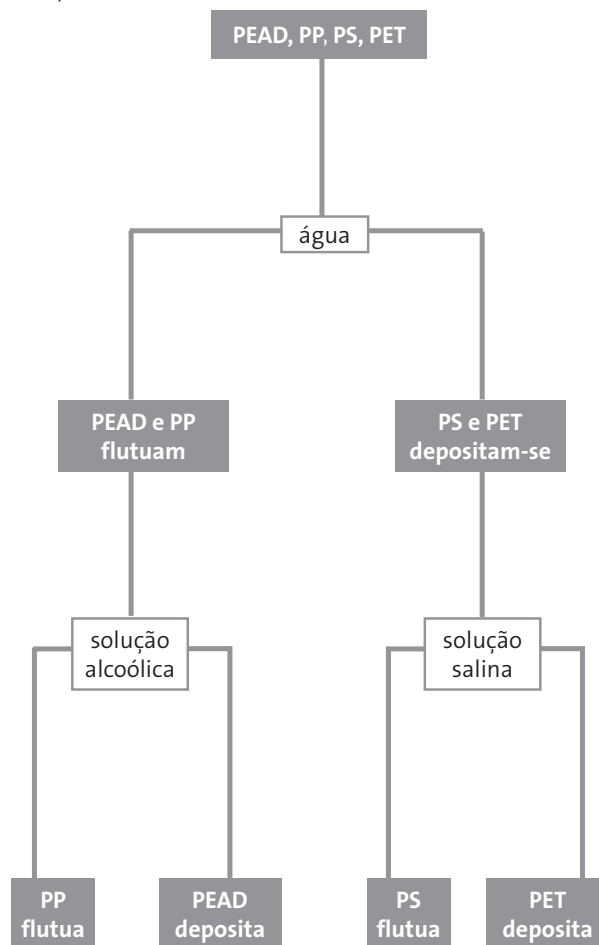 PEAD, PP, PS, PET
água
PEAD e PP
flutuam
PS e PET
depositam-se
solução
alcoólica
solução
salina
PP
flutua
PEAD
deposita
PS
flutua
PET
deposita